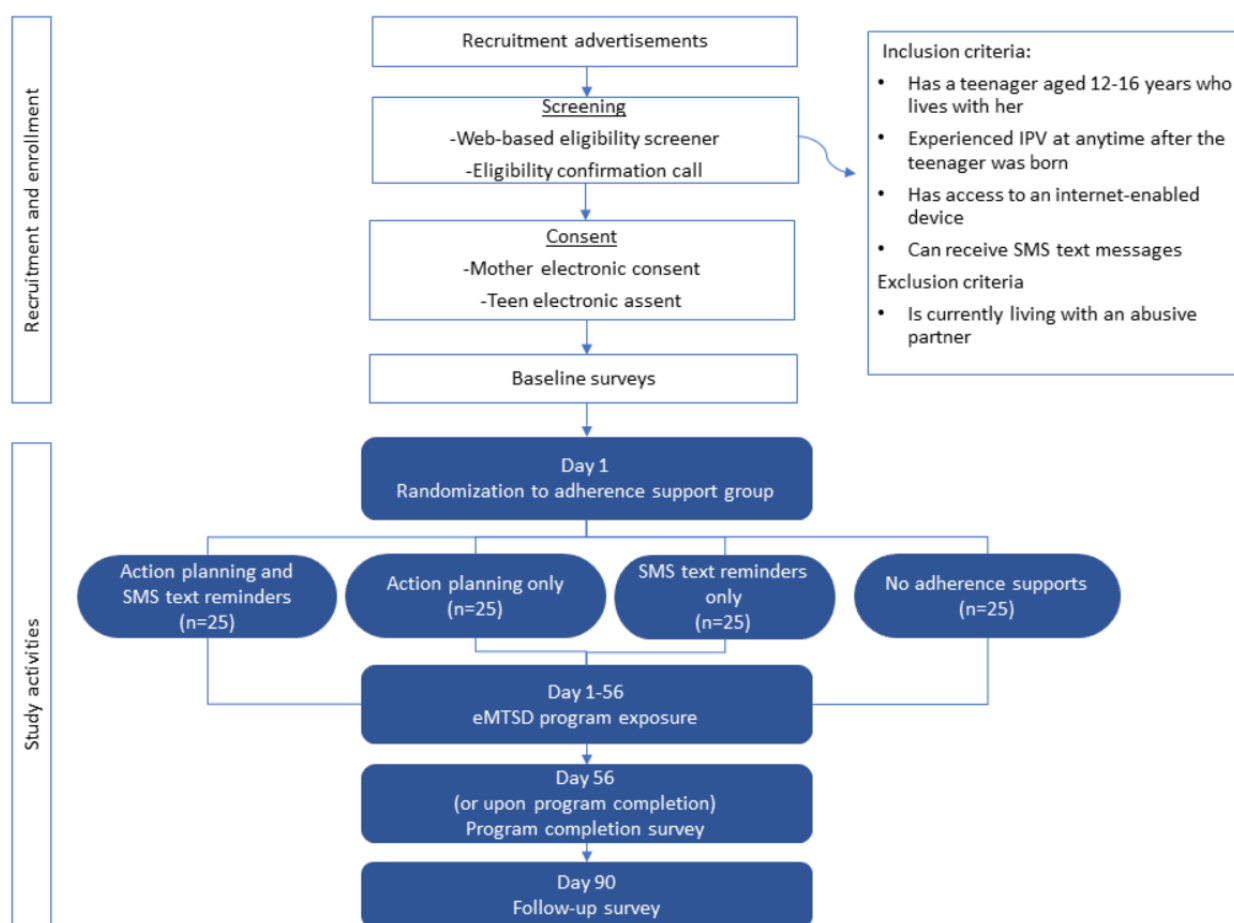 Recruitment and enrollment
Recruitment advertisements
Screening
-Web-based eligibility screener
-Eligibility confirmation call
Inclusion criteria:
• Has a teenager aged 12-16 years who
lives with her
• Experienced IPV at anytime after the
teenager was born
• Has access to an internet-enabled
device
• Can receive SMS text messages
Exclusion criteria
• Is currently living with an abusive
partner
Consent
-Mother electronic consent
-Teen electronic assent
Baseline surveys
Study activities
Day 1
Randomization to adherence support group
Action planning and
SMS text reminders
(n=25)
Action planning only
(n=25)
SMS text reminders
only
(n=25)
No adherence supports
(n=25)
Day 1-56
eMTSD program exposure
Day 56
(or upon program completion)
Program completion survey
Day 90
Follow-up survey